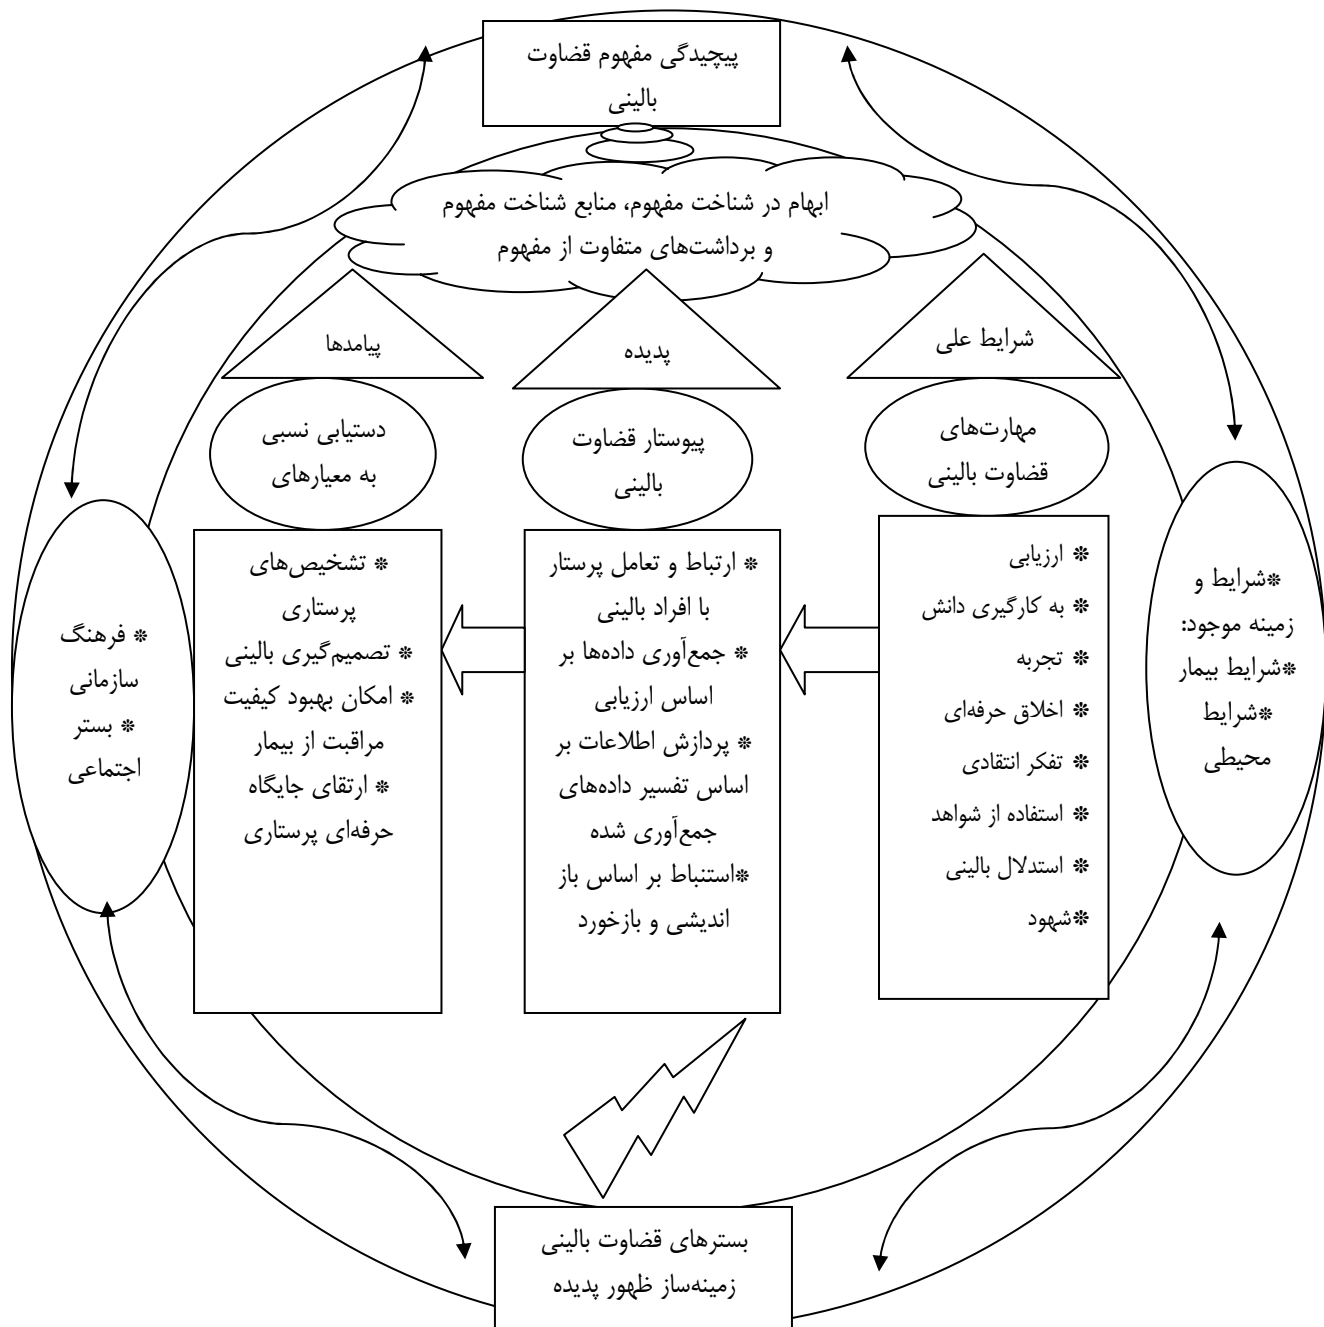 پیچیدگی مفهوم قضاوت
بالینی
ابهام در شناخت مفهوم، منابع شناخت مفهوم
و برداشت‌های متفاوت از مفهوم
شرایط علی
پدیده
پیامدها
مهارت‌های
قضاوت بالینی
پیوستار قضاوت
بالینی
دستیابی نسبی
به معیارهای
*شرایط و
زمینه موجود:
*شرایط بیمار
*شرایط
محیطی
* ارزیابی
* به کارگیری دانش
* تجربه
* اخلاق حرفه‌ای
* تفکر انتقادی
* استفاده از شواهد
* استدلال بالینی
*شهود
* ارتباط و تعامل پرستار
با افراد بالینی
* جمع‌آوری داده‌ها بر
اساس ارزیابی
* پردازش اطلاعات بر
اساس تفسیر داده‌های
جمع‌آوری شده
*استنباط بر اساس باز
اندیشی و بازخورد
* تشخیص‌های
پرستاری
* تصمیم‌گیری بالینی
* امکان بهبود کیفیت
مراقبت از بیمار
* ارتقای جایگاه
حرفه‌ای پرستاری
* فرهنگ
سازمانی
* بستر
اجتماعی
بسترهای قضاوت بالینی
زمینه‌ساز ظهور پدیده